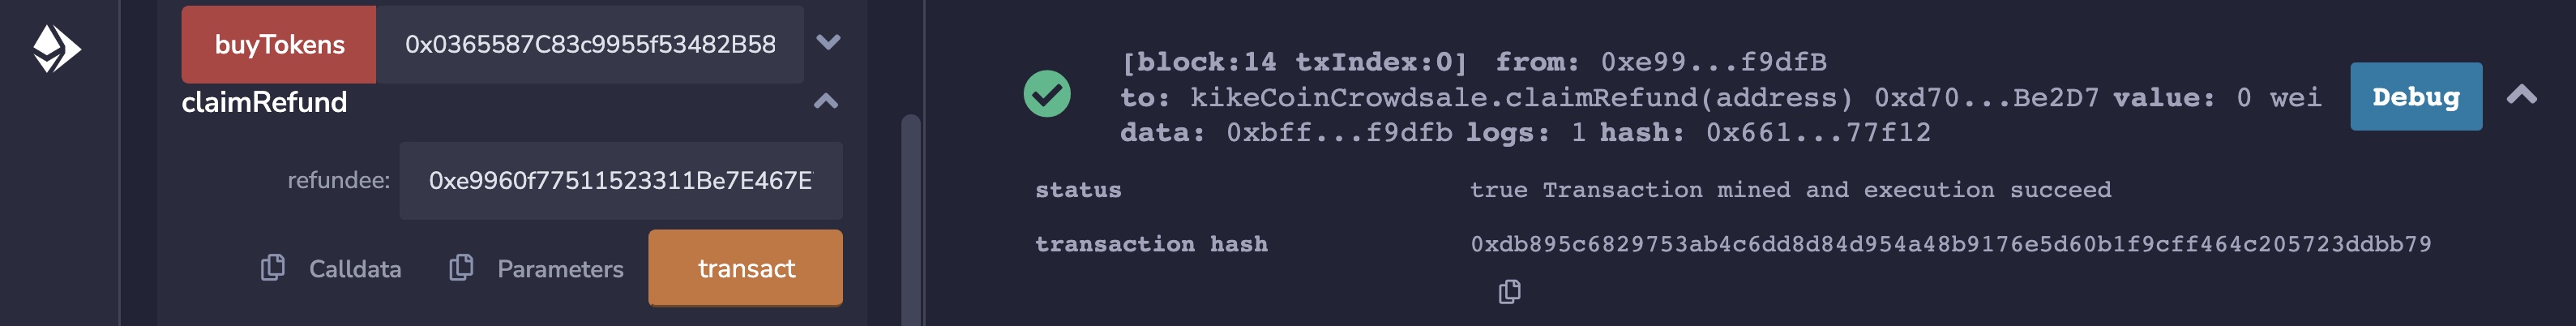 buyTokens 0x0365587C83c9955f53482B58
claimRefund
refundee: 0xe9960f77511523311Be7E467E
Calldata Parameters transact
[block:14 txIndex:0] from: 0xe99...f9dfB
to: kikeCoinCrowdsale.claimRefund(address) 0xd70...Be2D7 value: 0 wei
data: 0xbff...f9dfb logs: 1 hash: 0x661...77f12
Debug
status true Transaction mined and execution succeed
transaction hash 0xdb895c6829753ab4c6dd8d84d954a48b9176e5d60b1f9cff464c205723ddbb79